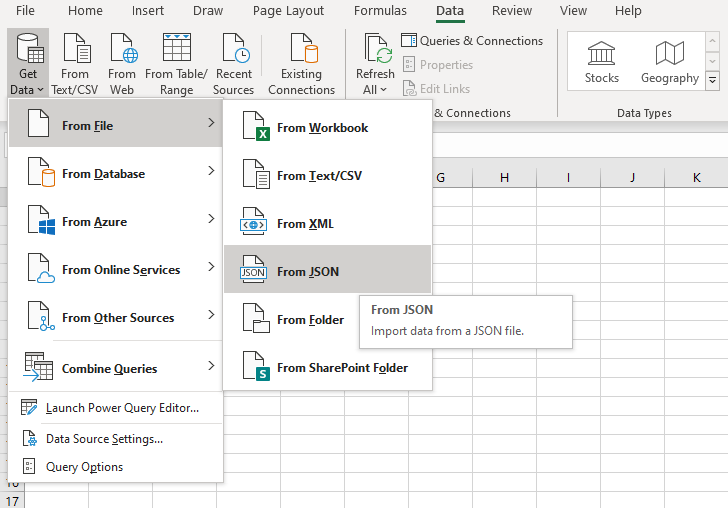 File Home Insert Draw Page Layout Formulas Data Review View Help
Get
Data
From
Text/CSV
From
Web
From Table/
Range
Recent
Sources
Existing
Connections
Refresh
All
Queries & Connections
Properties
Edit Links
& Connections
Stocks
Geography
Data Types
From File
From Database
From Azure
From Online Services
From Other Sources
Combine Queries
Launch Power Query Editor...
Data Source Settings...
Query Options
From Workbook
From Text/CSV
From XML
JSON
From JSON
From Folder
From SharePoint Folder
X
S
From JSON
Import data from a JSON file.
G H I J K
16
17